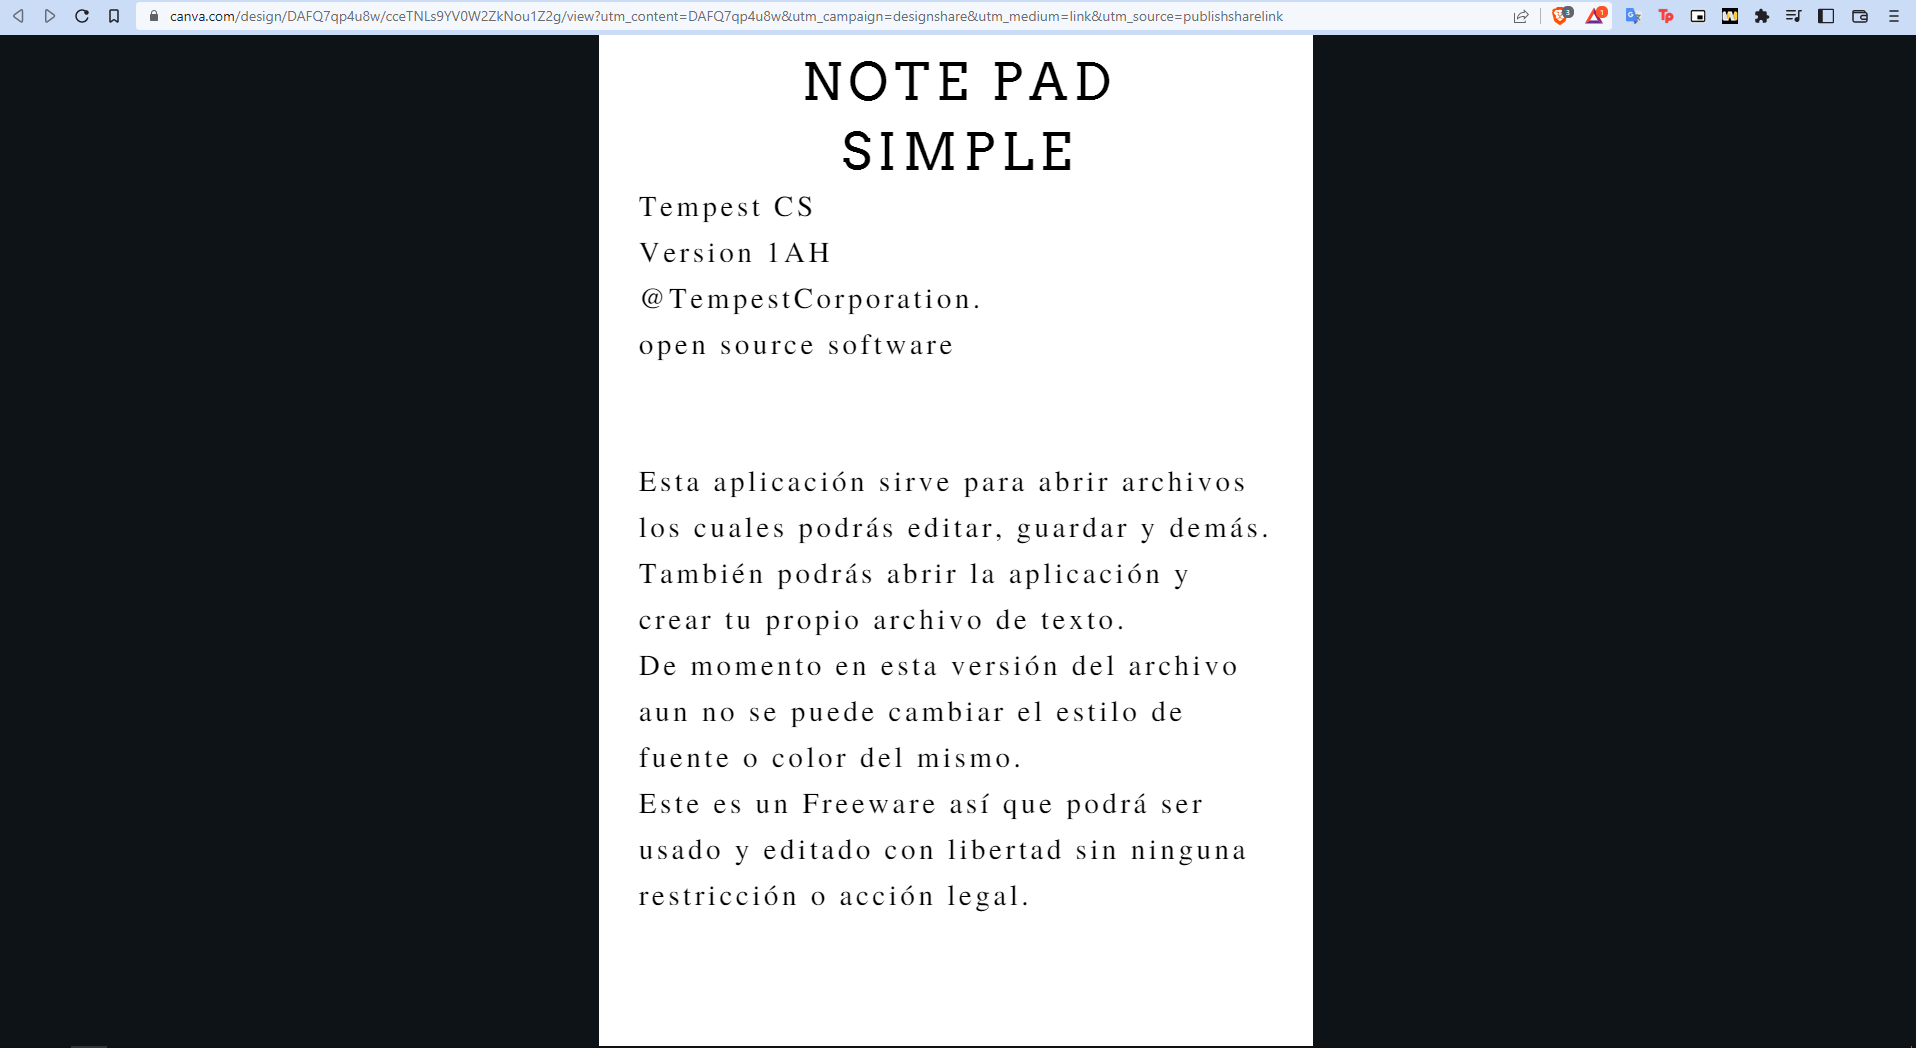 canva.com/design/DAFQ7qp4u8w/cceTNLs9YV0W2ZkNou1Z2g/view?utm_content=DAFQ7qp4u8w&utm_campaign=designshare&utm_medium=link&utm_source=publishsharelink
3
1
NOTE PAD
SIMPLE
Tempest CS
Version 1AH
@TempestCorporation.
open source software
Esta aplicación sirve para abrir archivos
los cuales podrás editar, guardar y demás.
También podrás abrir la aplicación y
crear tu propio archivo de texto.
De momento en esta versión del archivo
aun no se puede cambiar el estilo de
fuente o color del mismo.
Este es un Freeware así que podrá ser
usado y editado con libertad sin ninguna
restricción o acción legal.